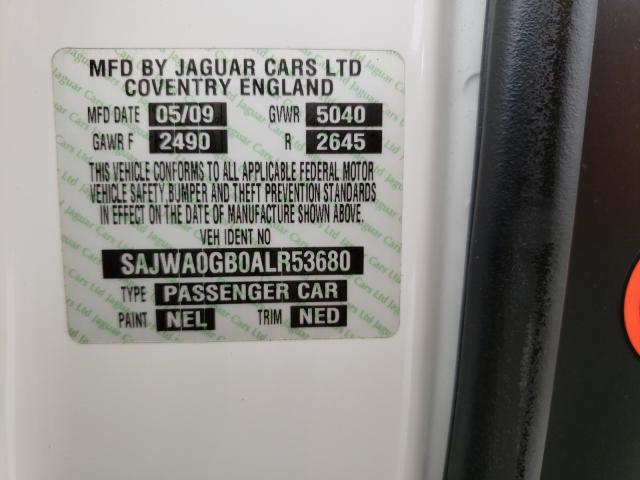 MFD BY JAGUAR CARS LTD
COVENTRY ENGLAND
MFD DATE 05/09 GVWR 5040
GAWR F 2490 R 2645
THIS VEHICLE CONFORMS TO ALL APPLICABLE FEDERAL MOTOR
VEHICLE SAFETY,BUMPER AND THEFT PREVENTION STANDARDS
IN EFFECT ON THE DATE OF MANUFACTURE SHOWN ABOVE.
VEH IDENT NO
SAJWA0GB0ALR53680
TYPE PASSENGER CAR
PAINT NEL TRIM NED